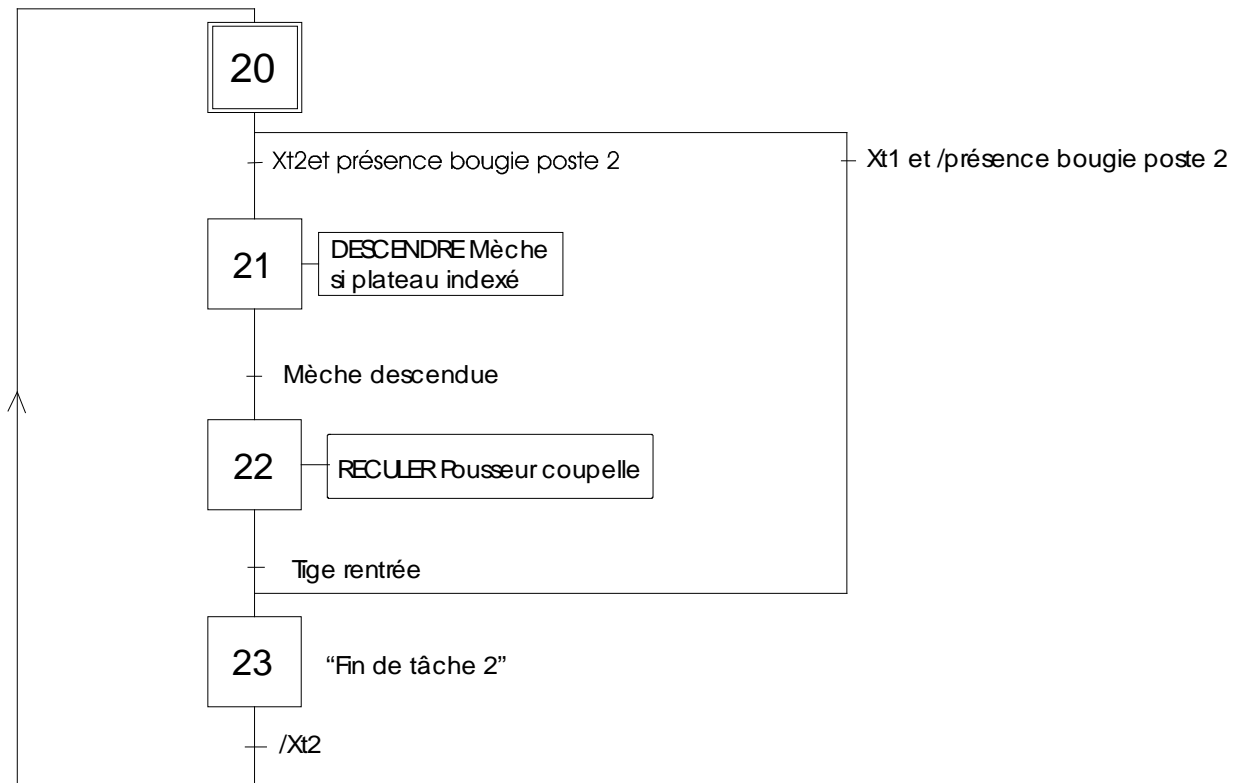 20
Xt2et présence bougie poste 2
Xt1 et /présence bougie poste 2
21
DESCENDRE Mèche
si plateau indexé
Mèche descendue
22
RECULER Pousseur coupelle
Tige rentrée
23
“Fin de tâche 2”
/Xt2